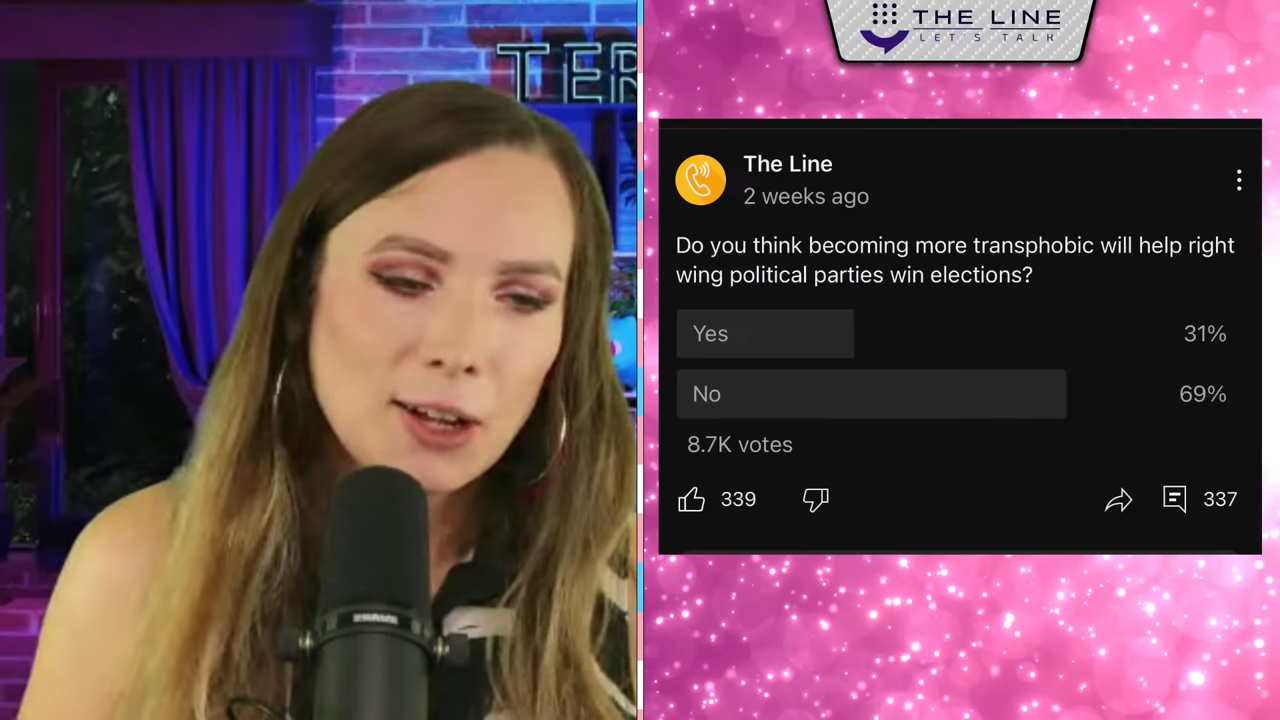 TER
THE LINE
LET'S TALK
The Line
2 weeks ago
Do you think becoming more transphobic will help right
wing political parties win elections?
Yes 31%
No 69%
8.7K votes
339 337